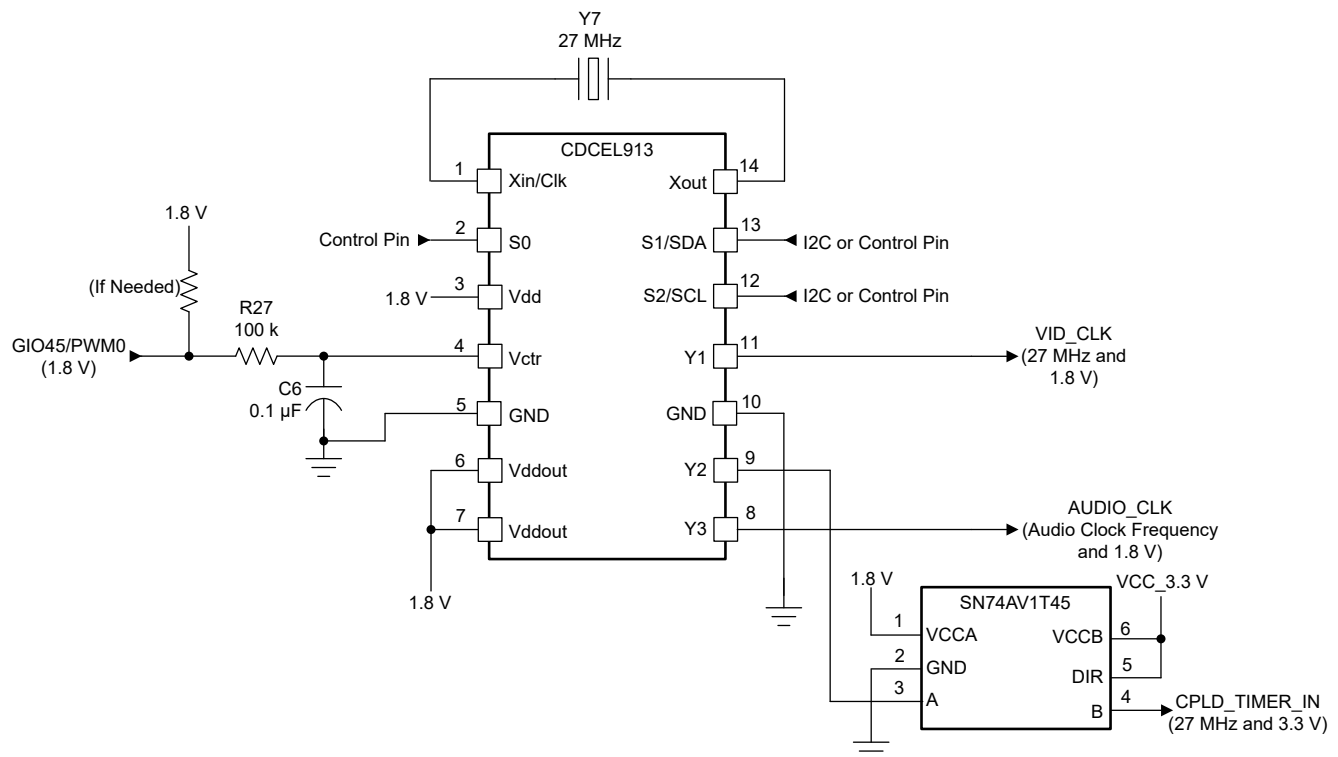 Y7
27 MHz
CDCEL913
1
Xin/Clk
14
Xout
1.8 V
Control Pin
2
S0
13
S1/SDA
I2C or Control Pin
(If Needed)
1.8 V
3
Vdd
12
S2/SCL
I2C or Control Pin
R27
100 k
GIO45/PWM0
(1.8 V)
4
Vctr
11
Y1
VID_CLK
(27 MHz and
1.8 V)
C6
0.1 µF
5
GND
10
GND
6
Vddout
9
Y2
7
Vddout
8
Y3
AUDIO_CLK
(Audio Clock Frequency
and 1.8 V)
1.8 V
1.8 V
VCC_3.3 V
SN74AV1T45
1
VCCA
6
VCCB
2
GND
5
DIR
3
A
4
B
CPLD_TIMER_IN
(27 MHz and 3.3 V)